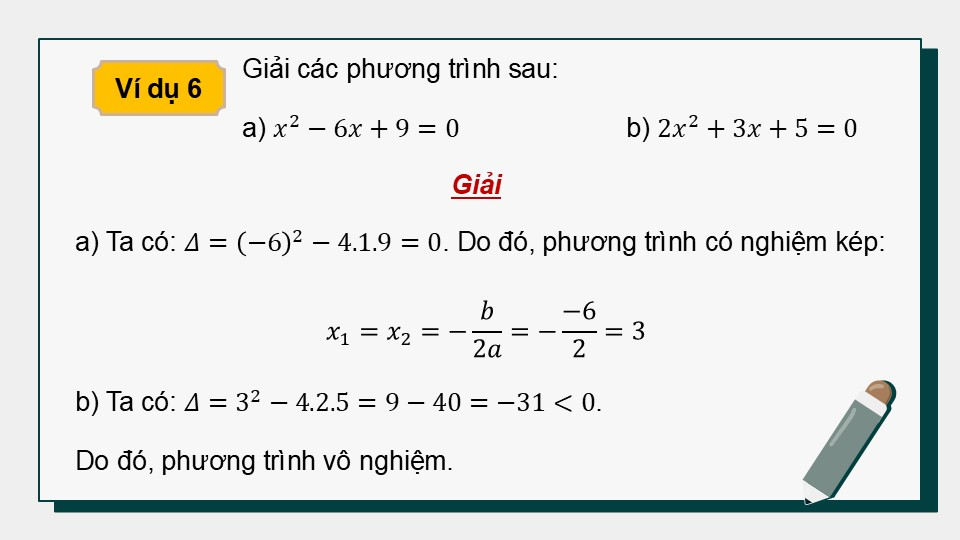 Ví dụ 6
Giải các phương trình sau:
a) 𝑥² − 6𝑥 + 9 = 0 b) 2𝑥² + 3𝑥 + 5 = 0
Giải
a) Ta có: 𝛥 = (−6)² − 4.1.9 = 0. Do đó, phương trình có nghiệm kép:
𝑥₁ = 𝑥₂ = −𝑏/2𝑎 = −−6/2 = 3
b) Ta có: 𝛥 = 3² − 4.2.5 = 9 − 40 = −31 < 0.
Do đó, phương trình vô nghiệm.